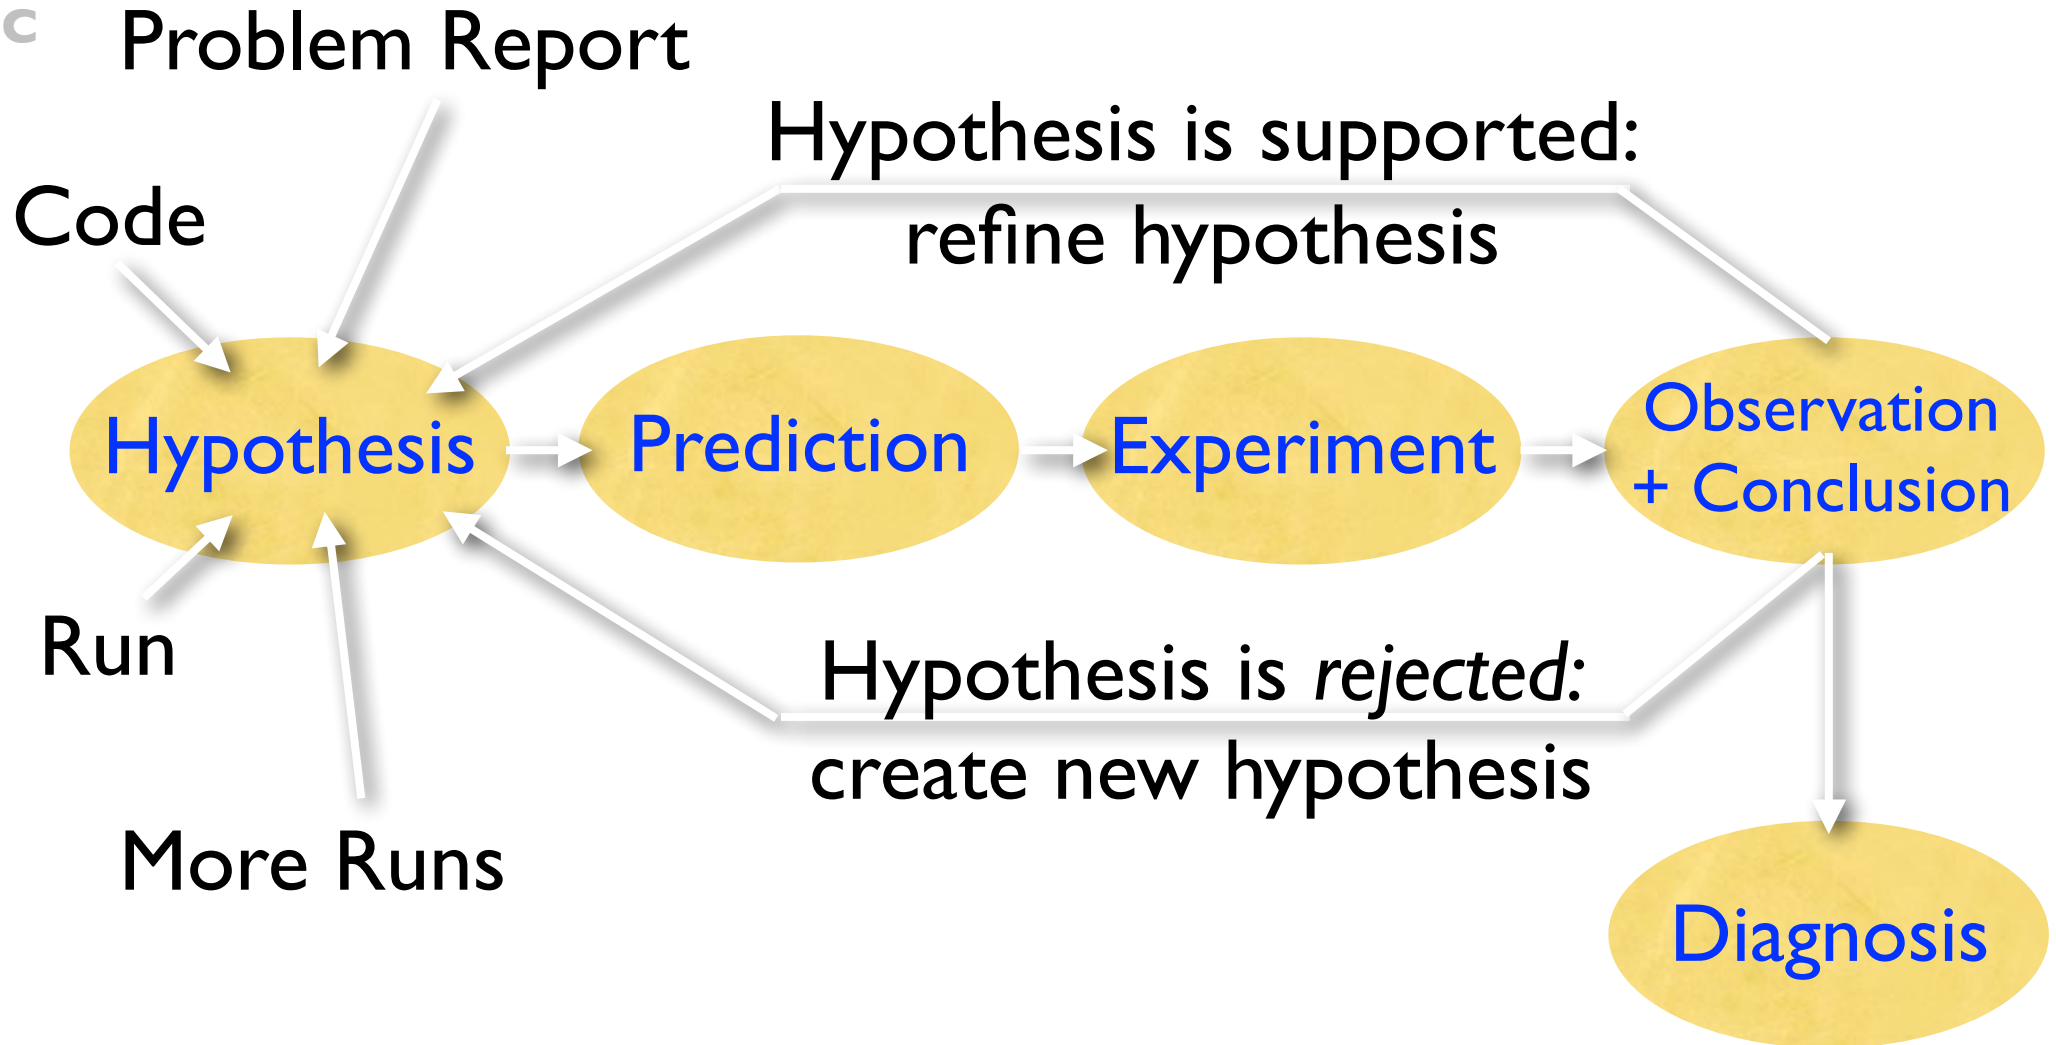 c
Problem Report
Hypothesis is supported:
Code
refine hypothesis
Hypothesis
Prediction
Experiment
Observation
+ Conclusion
Run
Hypothesis is rejected:
create new hypothesis
More Runs
Diagnosis